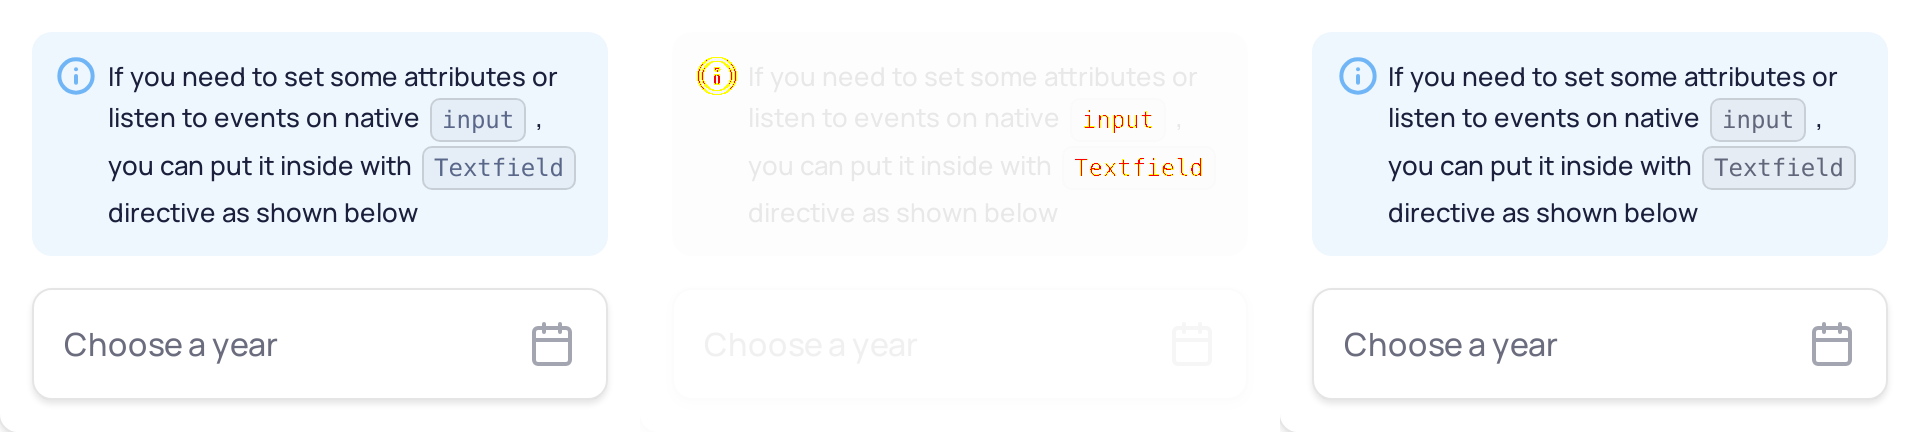 If you need to set some attributes or
listen to events on native input ,
you can put it inside with Textfield
directive as shown below
Choose a year
If you need to set some attributes or
listen to events on native input ,
you can put it inside with Textfield
directive as shown below
Choose a year
If you need to set some attributes or
listen to events on native input ,
you can put it inside with Textfield
directive as shown below
Choose a year